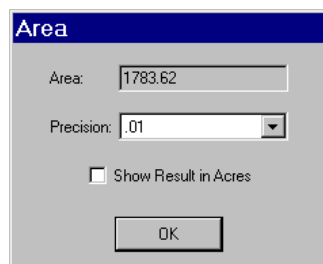 Area
Area: 1783.62
Precision: .01
Show Result in Acres
OK